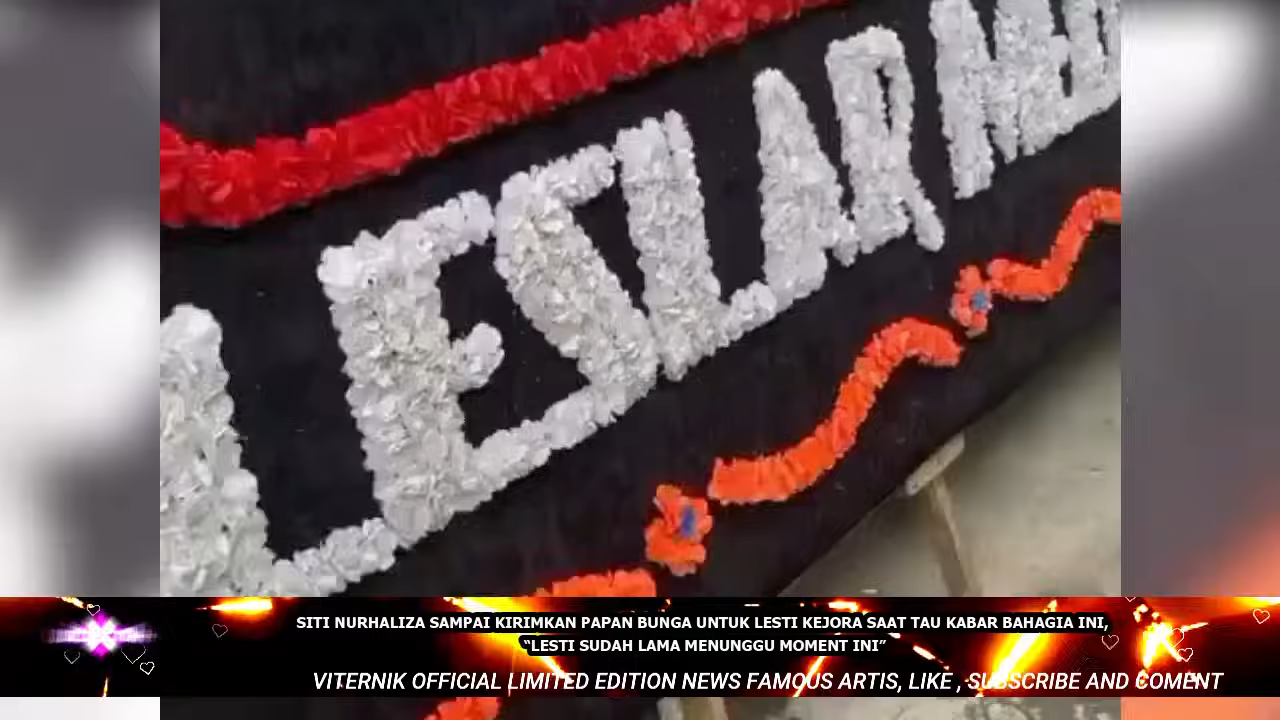 LESLAR
SITI NURHALIZA SAMPAI KIRIMKAN PAPAN BUNGA UNTUK LESTI KEJORA SAAT TAU KABAR BAHAGIA INI,
“LESTI SUDAH LAMA MENUNGGU MOMENT INI”
VITERNIK OFFICIAL LIMITED EDITION NEWS FAMOUS ARTIS, LIKE , SUBSCRIBE AND COMENT